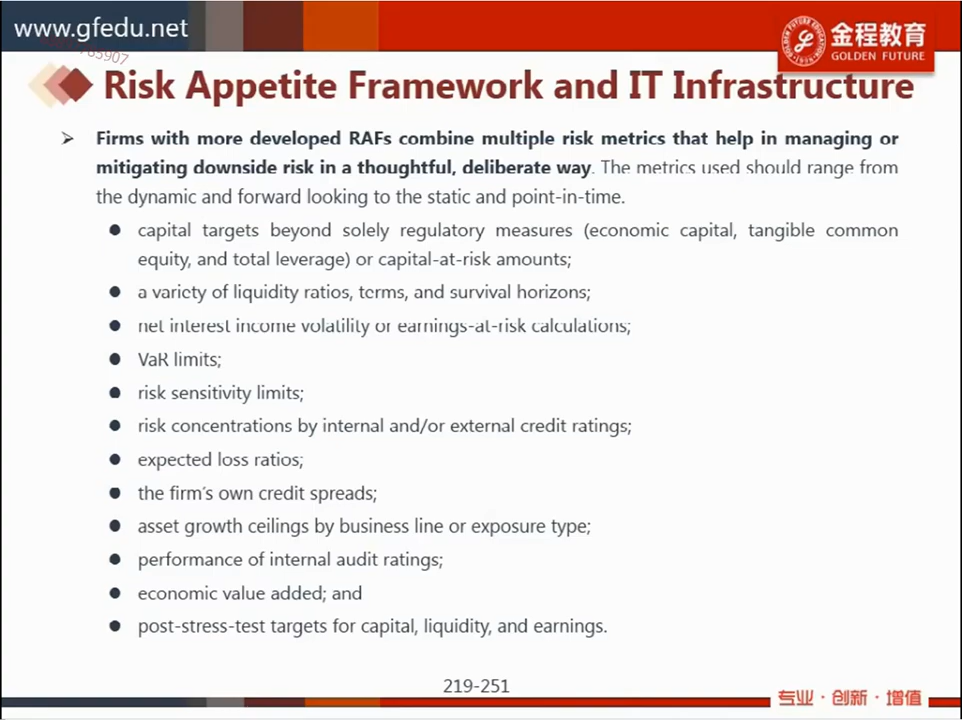 www.gfedu.net
金程教育
GOLDEN FUTURE
Risk Appetite Framework and IT Infrastructure
➢ Firms with more developed RAFs combine multiple risk metrics that help in managing or
mitigating downside risk in a thoughtful, deliberate way. The metrics used should range from
the dynamic and forward looking to the static and point-in-time.
● capital targets beyond solely regulatory measures (economic capital, tangible common
equity, and total leverage) or capital-at-risk amounts;
● a variety of liquidity ratios, terms, and survival horizons;
● net interest income volatility or earnings-at-risk calculations;
● VaR limits;
● risk sensitivity limits;
● risk concentrations by internal and/or external credit ratings;
● expected loss ratios;
● the firm's own credit spreads;
● asset growth ceilings by business line or exposure type;
● performance of internal audit ratings;
● economic value added; and
● post-stress-test targets for capital, liquidity, and earnings.
219-251
专业·创新·增值